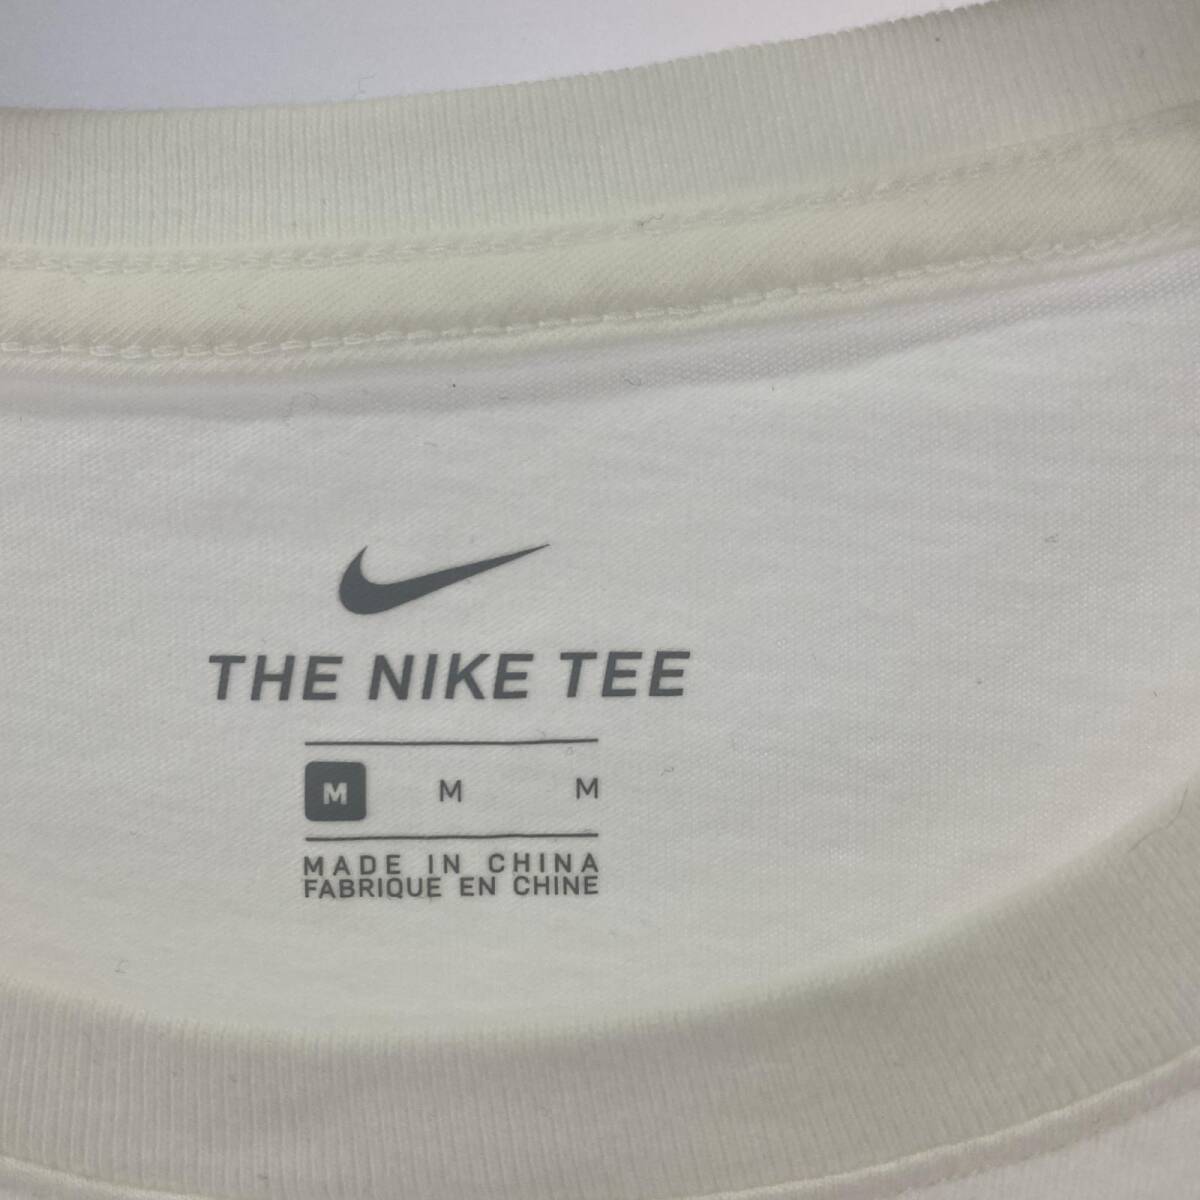 THE NIKE TEE
M M M
MADE IN CHINA
FABRIQUE EN CHINE